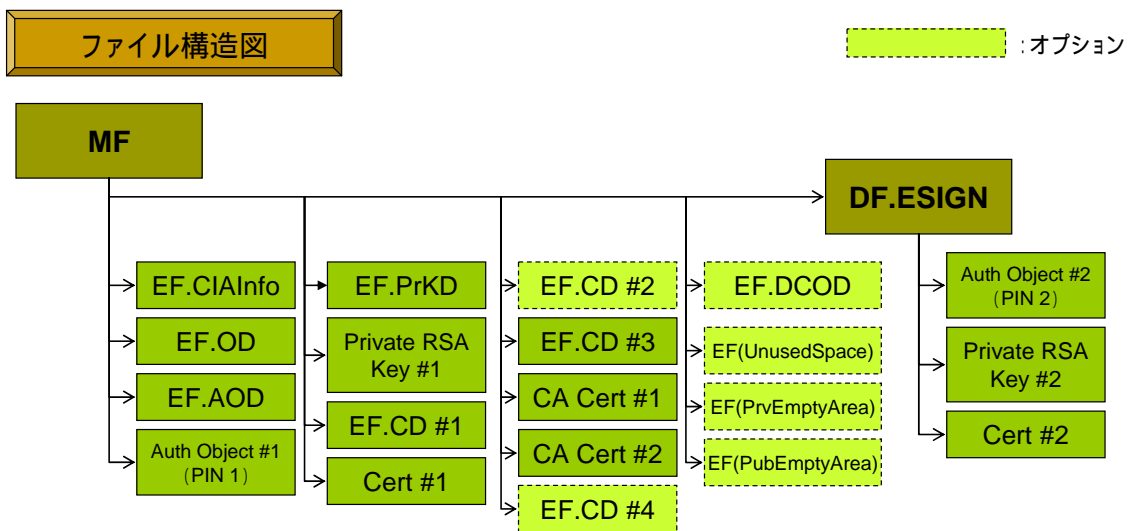 ファイル構造図
:オプション
MF
DF.ESIGN
EF.CIAInfo
EF.OD
EF.AOD
Auth Object #1
(PIN 1)
EF.PrKD
Private RSA
Key #1
EF.CD #1
Cert #1
EF.CD #2
EF.CD #3
CA Cert #1
CA Cert #2
EF.CD #4
EF.DCOD
EF(UnusedSpace)
EF(PrvEmptyArea)
EF(PubEmptyArea)
Auth Object #2
(PIN 2)
Private RSA
Key #2
Cert #2